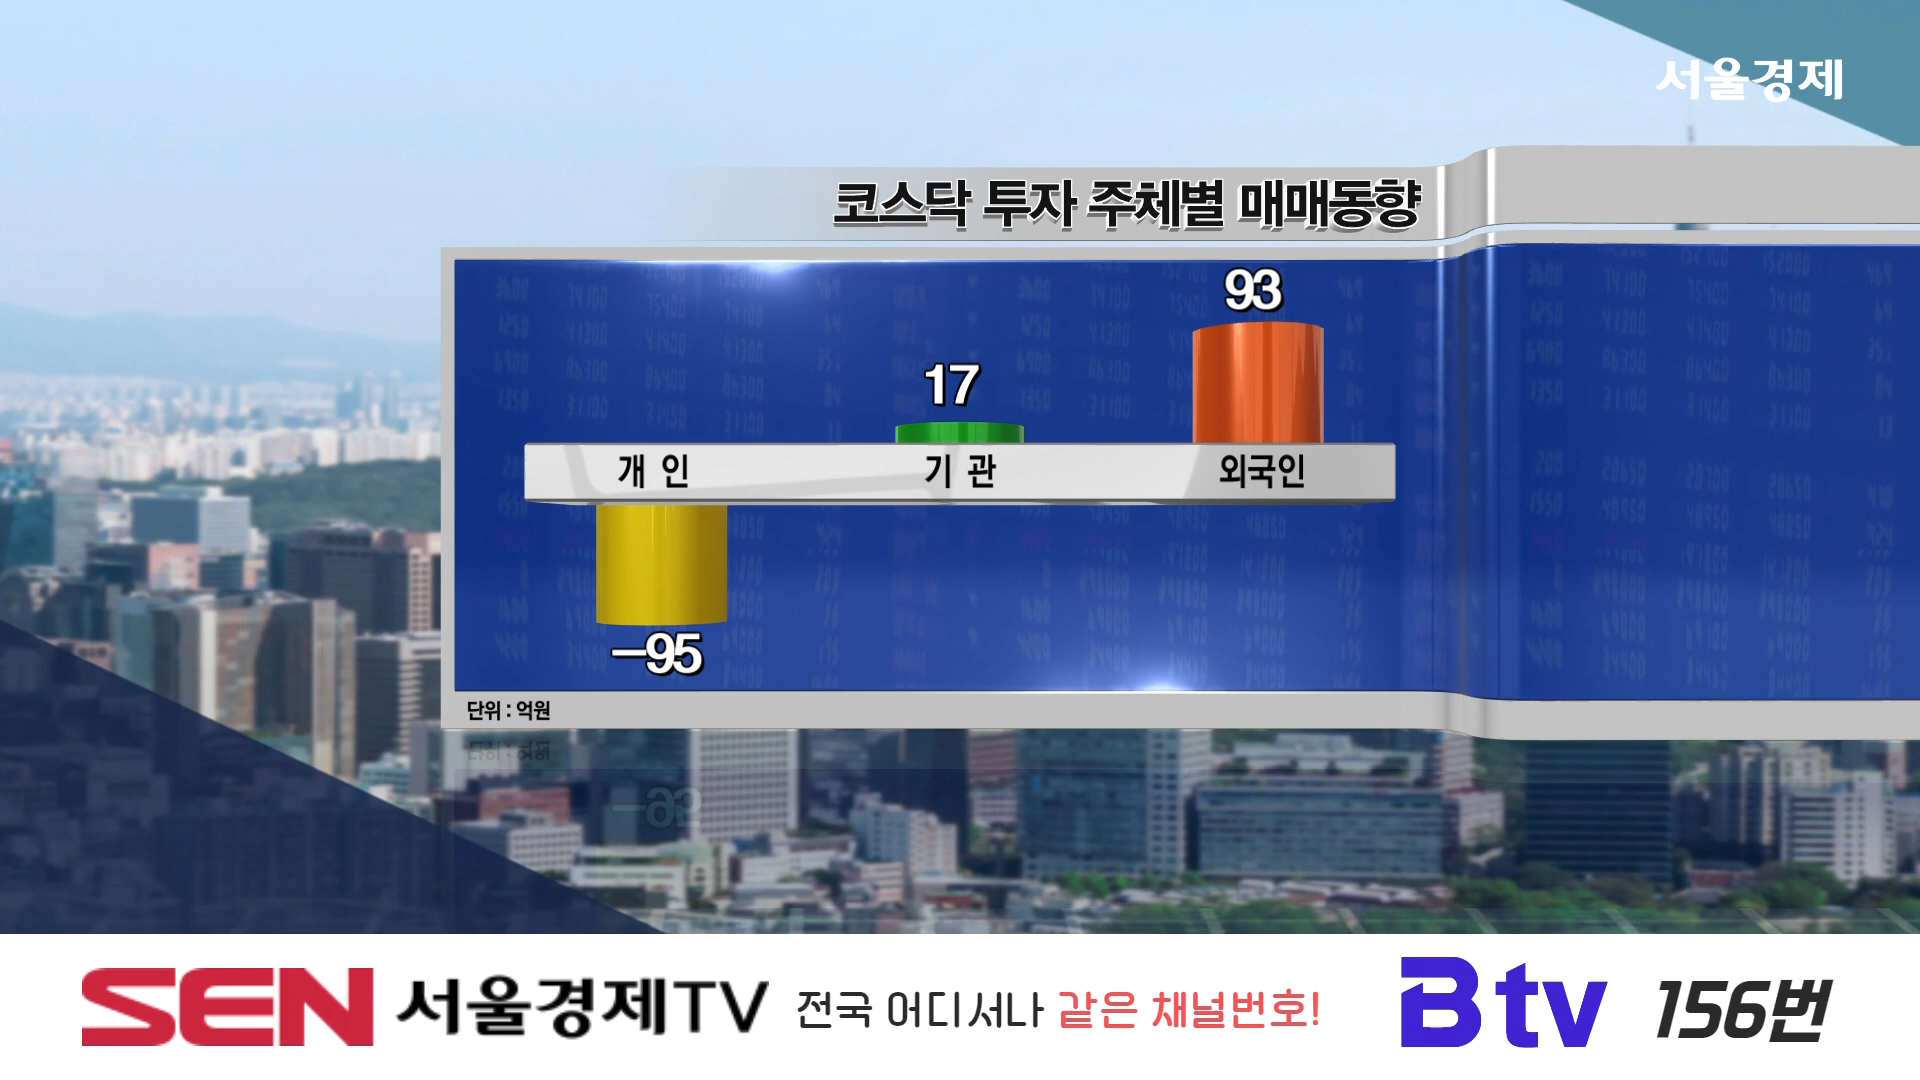 서울경제
코스닥 투자 주체별 매매동향
93
17
개 인 기 관 외국인
–95
단위 : 억원
SEN 서울경제TV 전국 어디서나 같은 채널번호! B tv 156번